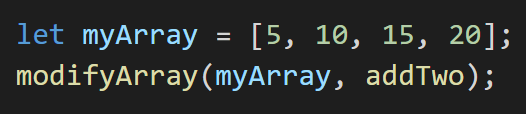 let myArray = [5, 10, 15, 20];
modifyArray(myArray, addTwo);